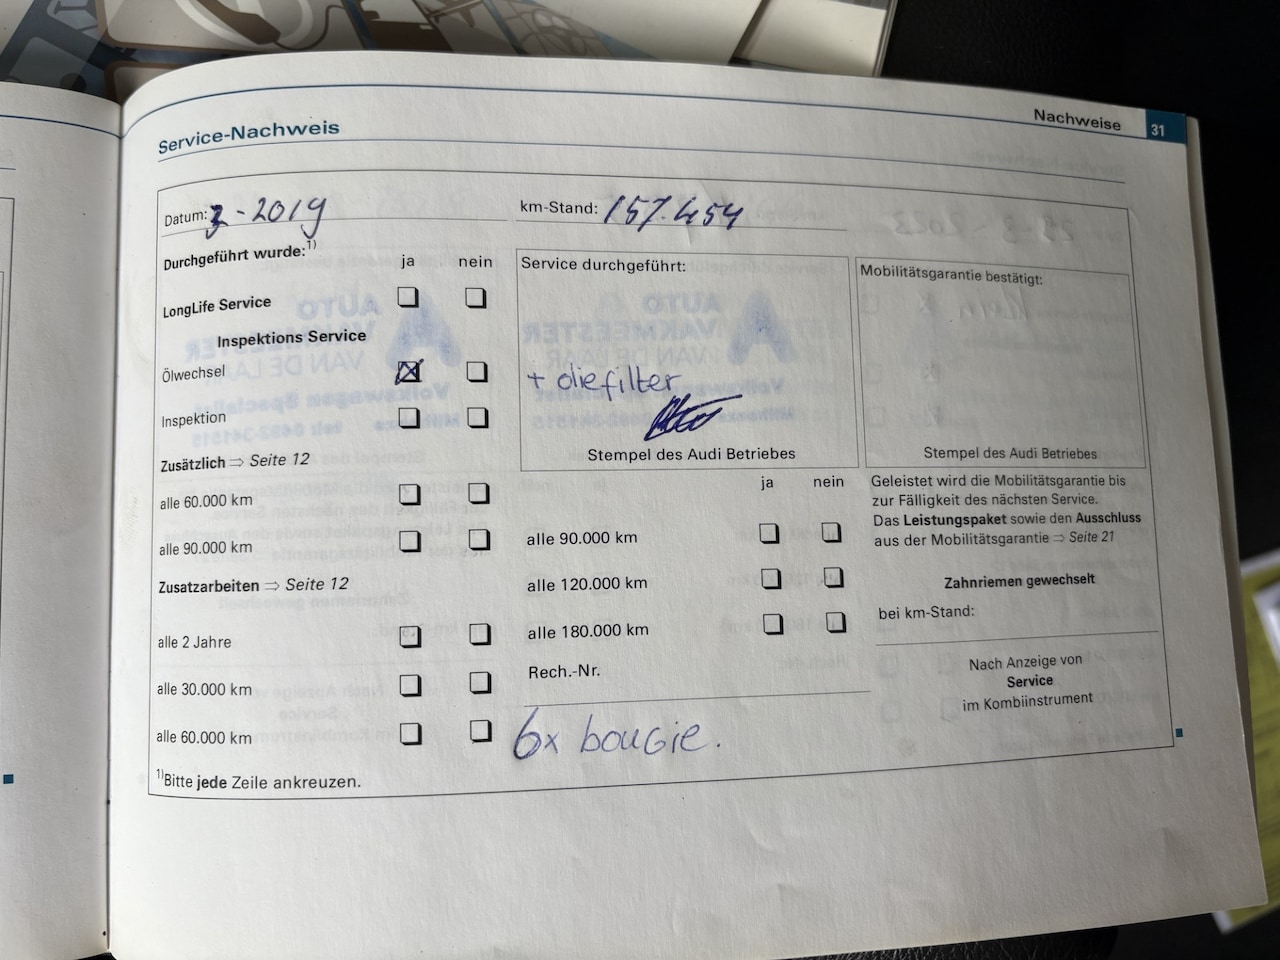 Nachweise 31
Service-Nachweis
Datum: 3-2019 km-Stand: 157.454
Durchgeführt wurde:1)
ja nein
Service durchgeführt:
Mobilitätsgarantie bestätigt:
LongLife Service
Inspektions Service
Ölwechsel
+ oliefilter
Inspektion
Stempel des Audi Betriebes
Stempel des Audi Betriebes
Zusätzlich ⇒ Seite 12
alle 60.000 km
alle 90.000 km
Zusatzarbeiten ⇒ Seite 12
alle 2 Jahre
alle 30.000 km
alle 60.000 km
ja nein
alle 90.000 km
alle 120.000 km
alle 180.000 km
Rech.-Nr.
6x bougie.
Geleistet wird die Mobilitätsgarantie bis
zur Fälligkeit des nächsten Service.
Das Leistungspaket sowie den Ausschluss
aus der Mobilitätsgarantie ⇒ Seite 21
Zahnriemen gewechselt
bei km-Stand:
Nach Anzeige von
Service
im Kombiinstrument
1)Bitte jede Zeile ankreuzen.